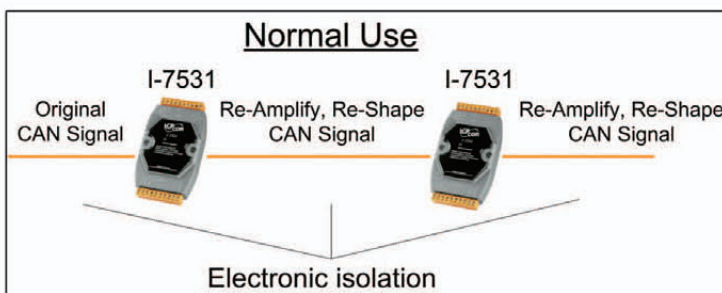 Normal Use
I-7531
I-7531
Original
CAN Signal
Re-Amplify, Re-Shape
CAN Signal
Re-Amplify, Re-Shape
CAN Signal
Electronic isolation